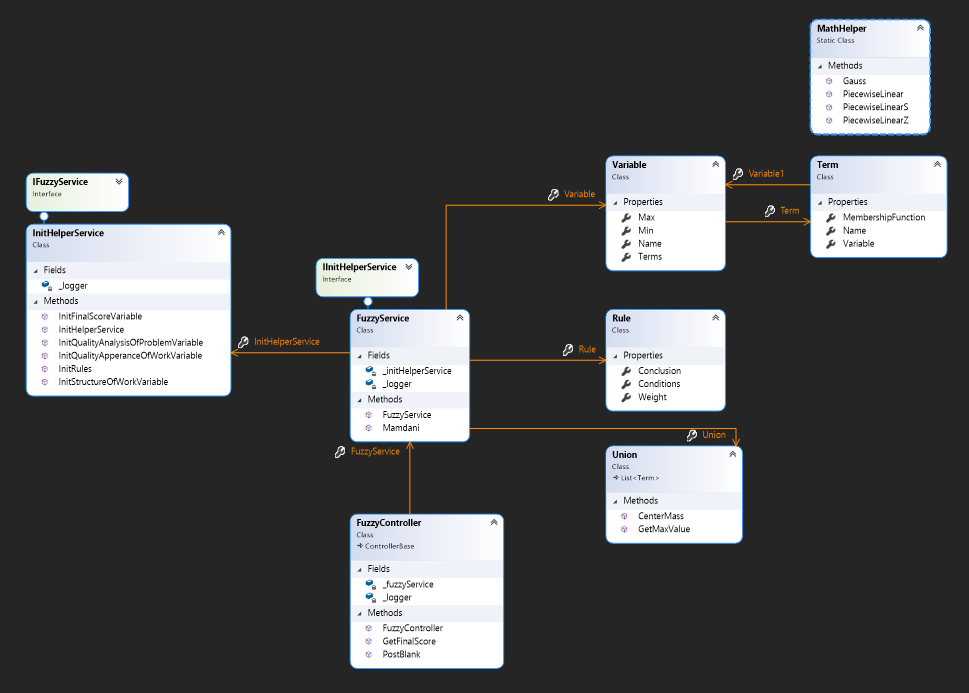 MathHelper
Static Class
Methods
Gauss
PiecewiseLinear
PiecewiseLinearS
PiecewiseLinearZ
IFuzzyService
Interface
InitHelperService
Class
Fields
_logger
Methods
InitFinalScoreVariable
InitHelperService
InitQualityAnalysisOfProblemVariable
InitQualityApperanceOfWorkVariable
InitRules
InitStructureOfWorkVariable
InitHelperService
IInitHelperService
Interface
FuzzyService
Class
Fields
_initHelperService
_logger
Methods
FuzzyService
Mamdani
Variable
Variable
Class
Properties
Max
Min
Name
Terms
Variable1
Term
Term
Class
Properties
MembershipFunction
Name
Variable
Rule
Rule
Class
Properties
Conclusion
Conditions
Weight
Union
Union
Class
List<Term>
Methods
CenterMass
GetMaxValue
FuzzyService
FuzzyController
Class
ControllerBase
Fields
_fuzzyService
_logger
Methods
FuzzyController
GetFinalScore
PostBlank